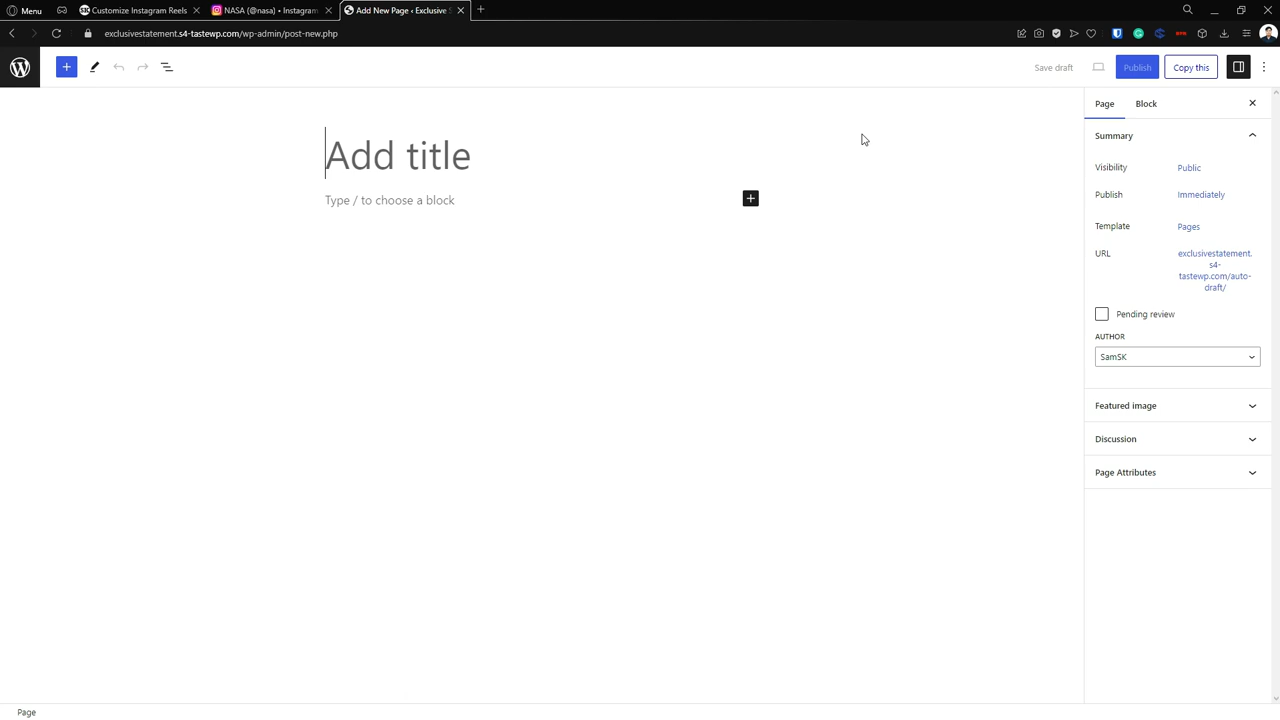 Menu
Customize Instagram Reels
NASA (@nasa) • Instagram
Add New Page ‹ Exclusive S
exclusivestatement.s4-tastewp.com/wp-admin/post-new.php
Save draft
Publish
Copy this
Page
Block
Add title
Type / to choose a block
Summary
Visibility
Public
Publish
Immediately
Template
Pages
URL
exclusivestatement.
s4-
tastewp.com/auto-
draft/
Pending review
AUTHOR
SamSK
Featured image
Discussion
Page Attributes
Page